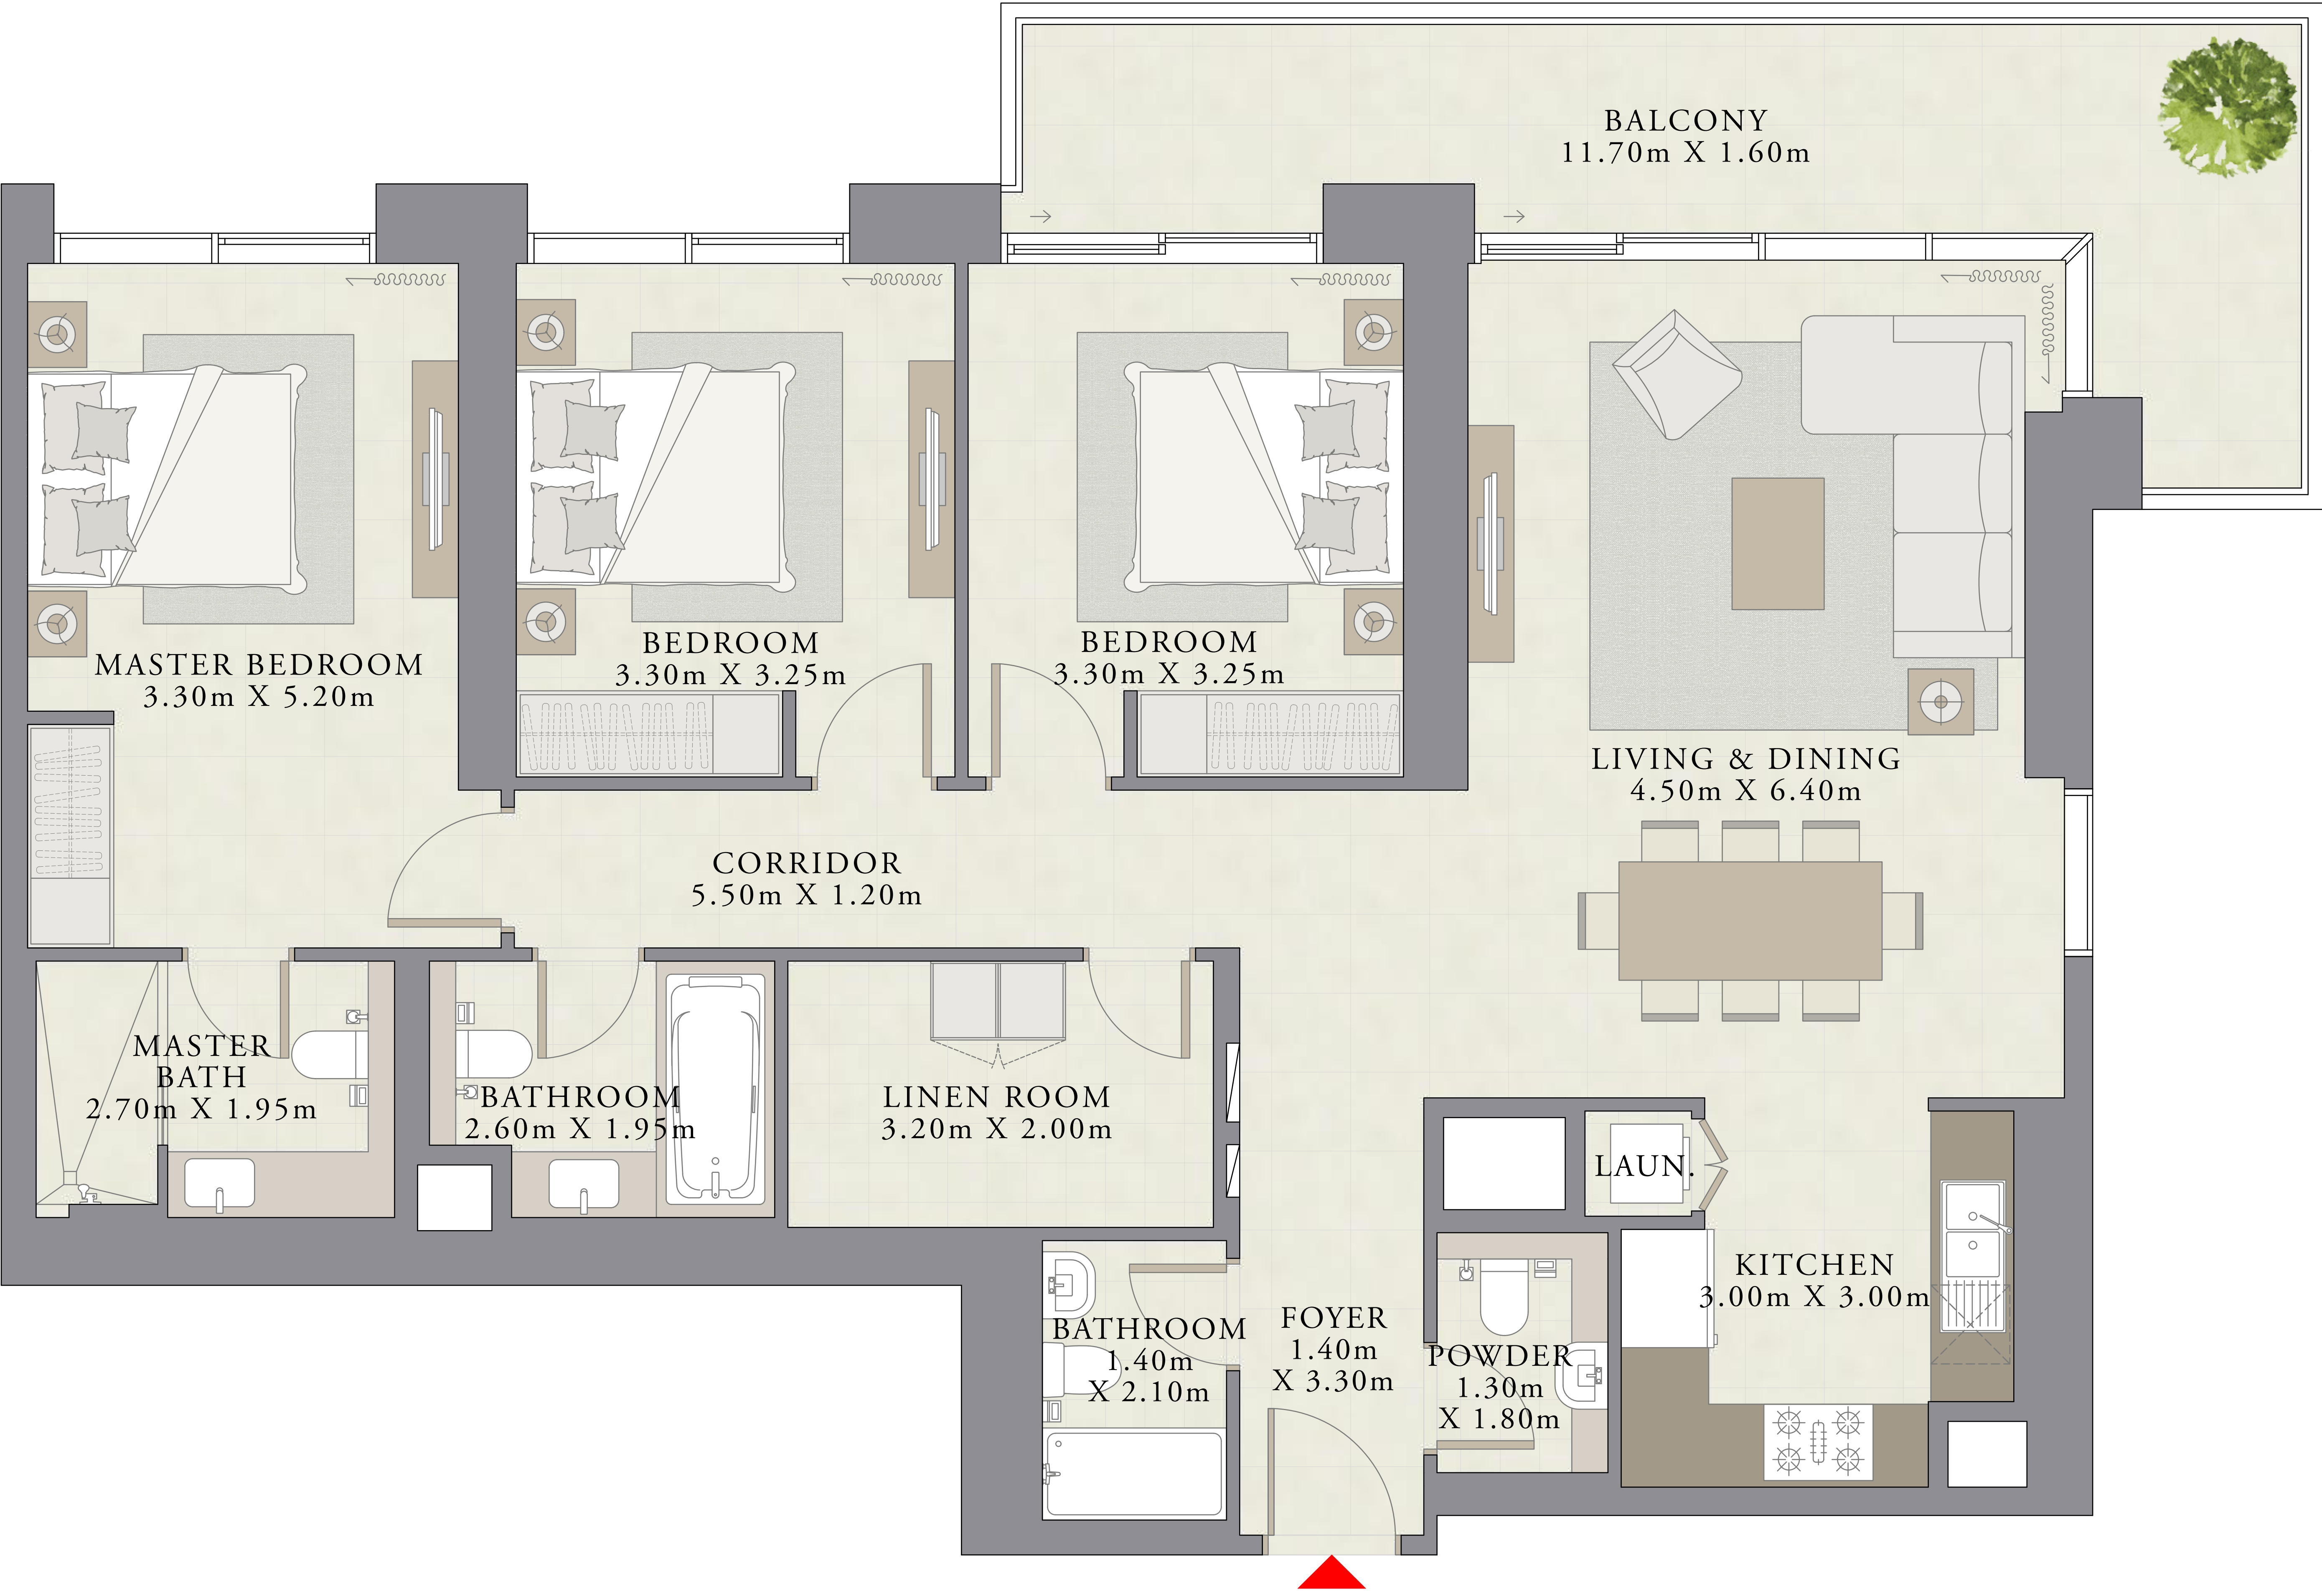 BALCONY
11.70m X 1.60m
MASTER BEDROOM
3.30m X 5.20m
BEDROOM
3.30m X 3.25m
BEDROOM
3.30m X 3.25m
LIVING & DINING
4.50m X 6.40m
CORRIDOR
5.50m X 1.20m
MASTER
BATH
2.70m X 1.95m
BATHROOM
2.60m X 1.95m
LINEN ROOM
3.20m X 2.00m
LAUN.
KITCHEN
3.00m X 3.00m
BATHROOM
1.40m
X 2.10m
FOYER
1.40m
X 3.30m
POWDER
1.30m
X 1.80m